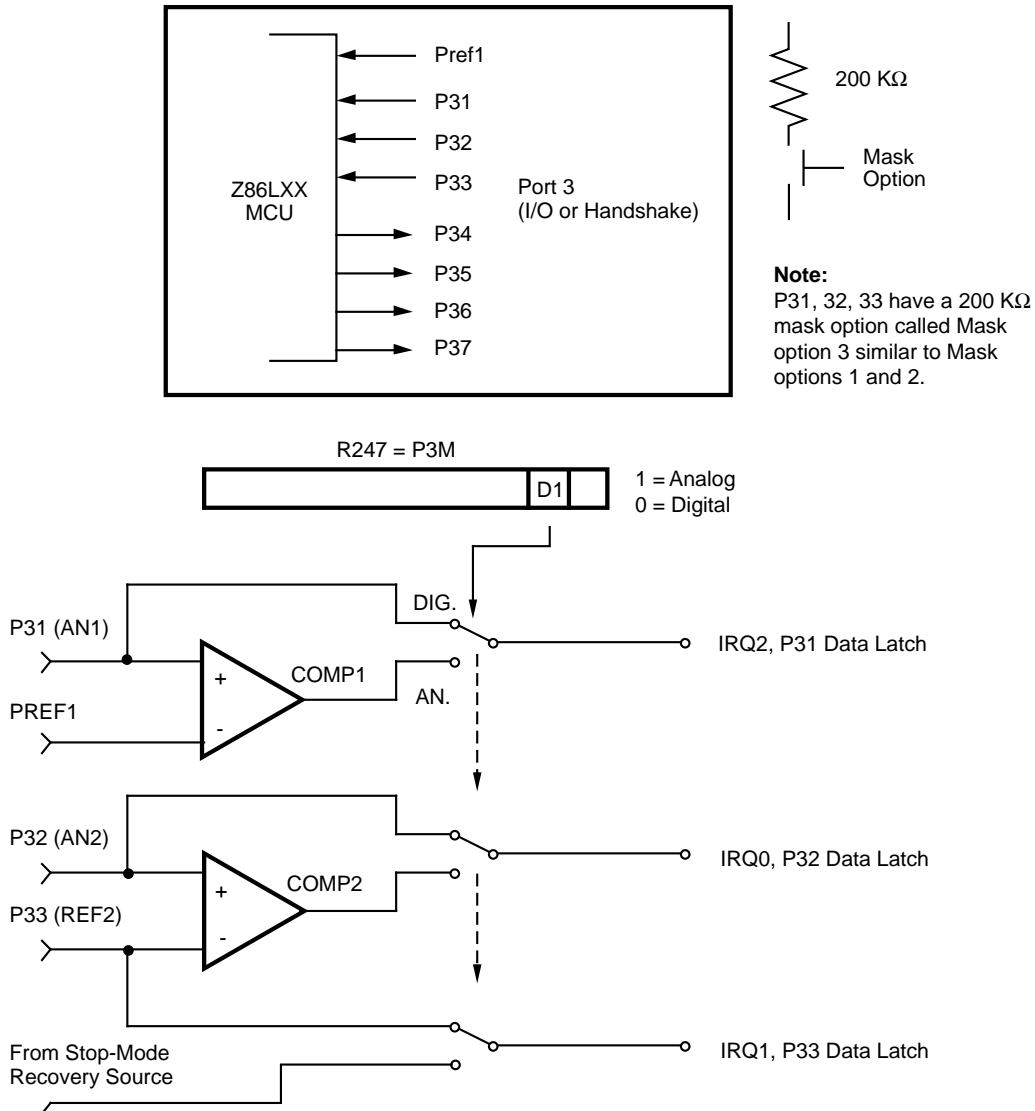 Pref1
P31
P32
P33
P34
P35
P36
P37
Z86LXX
MCU
Port 3
(I/O or Handshake)
200 KΩ
Mask
Option
Note:
P31, 32, 33 have a 200 KΩ
mask option called Mask
option 3 similar to Mask
options 1 and 2.
R247 = P3M
D1
1 = Analog
0 = Digital
DIG.
P31 (AN1)
+
COMP1
IRQ2, P31 Data Latch
AN.
PREF1
-
P32 (AN2)
+
COMP2
IRQ0, P32 Data Latch
P33 (REF2)
-
From Stop-Mode
Recovery Source
IRQ1, P33 Data Latch